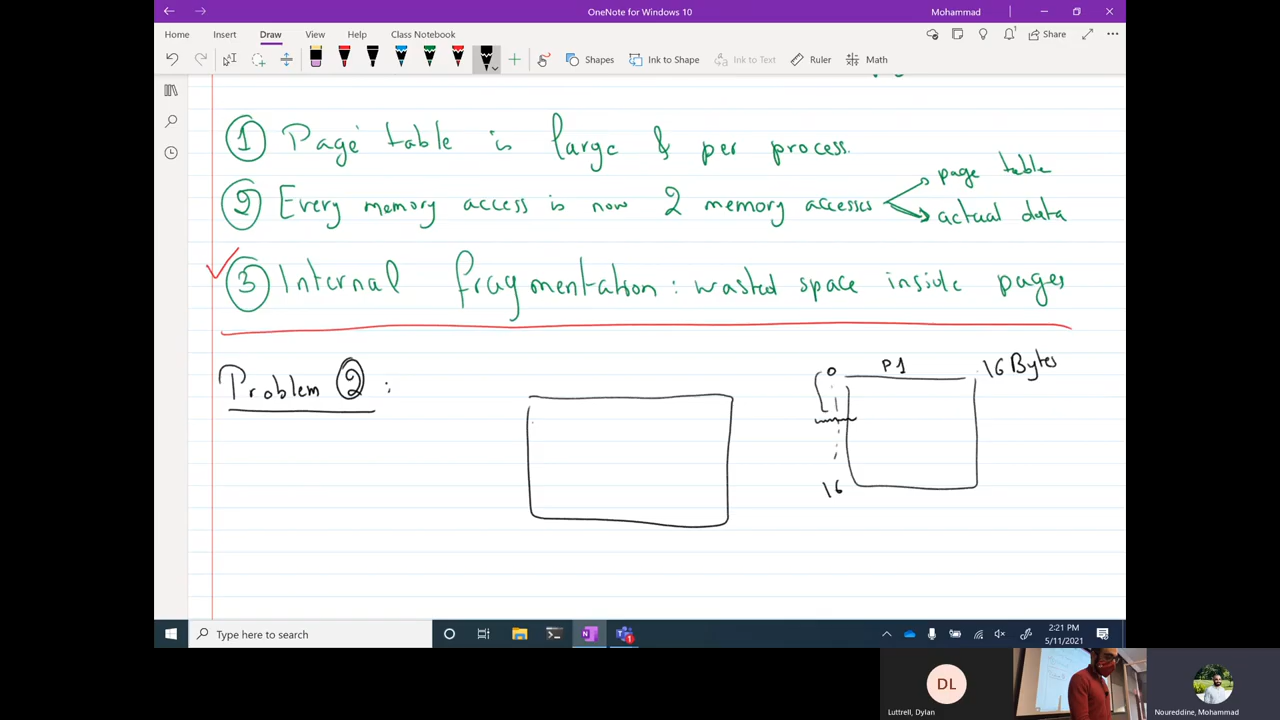 OneNote for Windows 10
Mohammad
Home Insert Draw View Help Class Notebook
Share
Shapes Ink to Shape Ink to Text Ruler Math
① Page table is large & per process.
② Every memory access is now 2 memory accesses
page table
actual data
③ Internal fragmentation: wasted space inside pages
Problem ② :
0 P1 16 Bytes
16
Type here to search
2:21 PM
5/11/2021
DL
Luttrell, Dylan
Noureddine, Mohammad